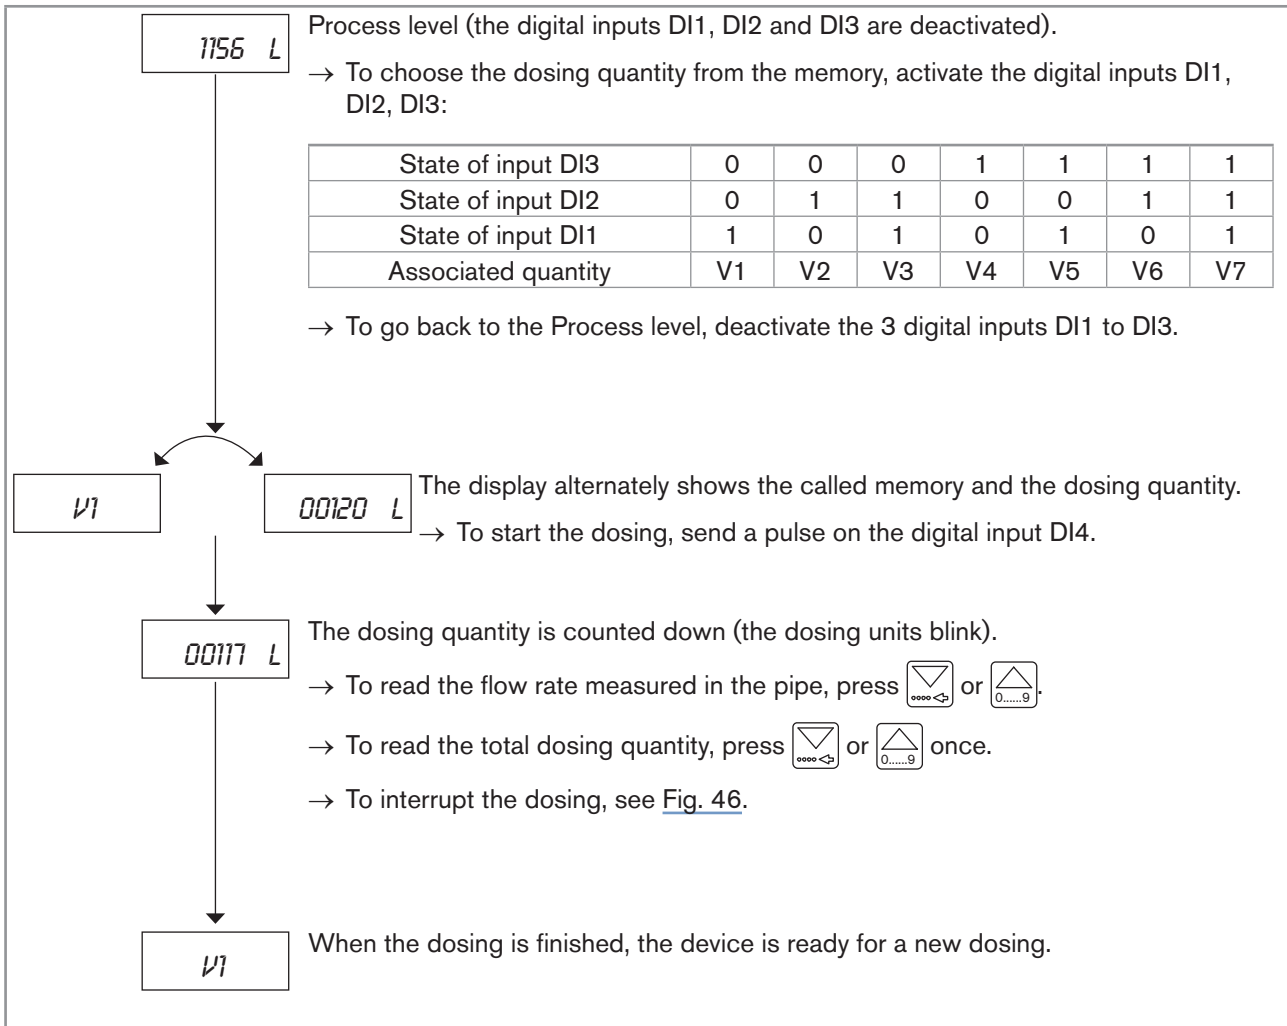 1156 L
Process level (the digital inputs DI1, DI2 and DI3 are deactivated).
→ To choose the dosing quantity from the memory, activate the digital inputs DI1,
DI2, DI3:
State of input DI3 0 0 0 1 1 1 1
State of input DI2 0 1 1 0 0 1 1
State of input DI1 1 0 1 0 1 0 1
Associated quantity V1 V2 V3 V4 V5 V6 V7
→ To go back to the Process level, deactivate the 3 digital inputs DI1 to DI3.
V1
00120 L
The display alternately shows the called memory and the dosing quantity.
→ To start the dosing, send a pulse on the digital input DI4.
00117 L
The dosing quantity is counted down (the dosing units blink).
→ To read the flow rate measured in the pipe, press or 0......9.
→ To read the total dosing quantity, press or 0......9 once.
→ To interrupt the dosing, see Fig. 46.
V1
When the dosing is finished, the device is ready for a new dosing.